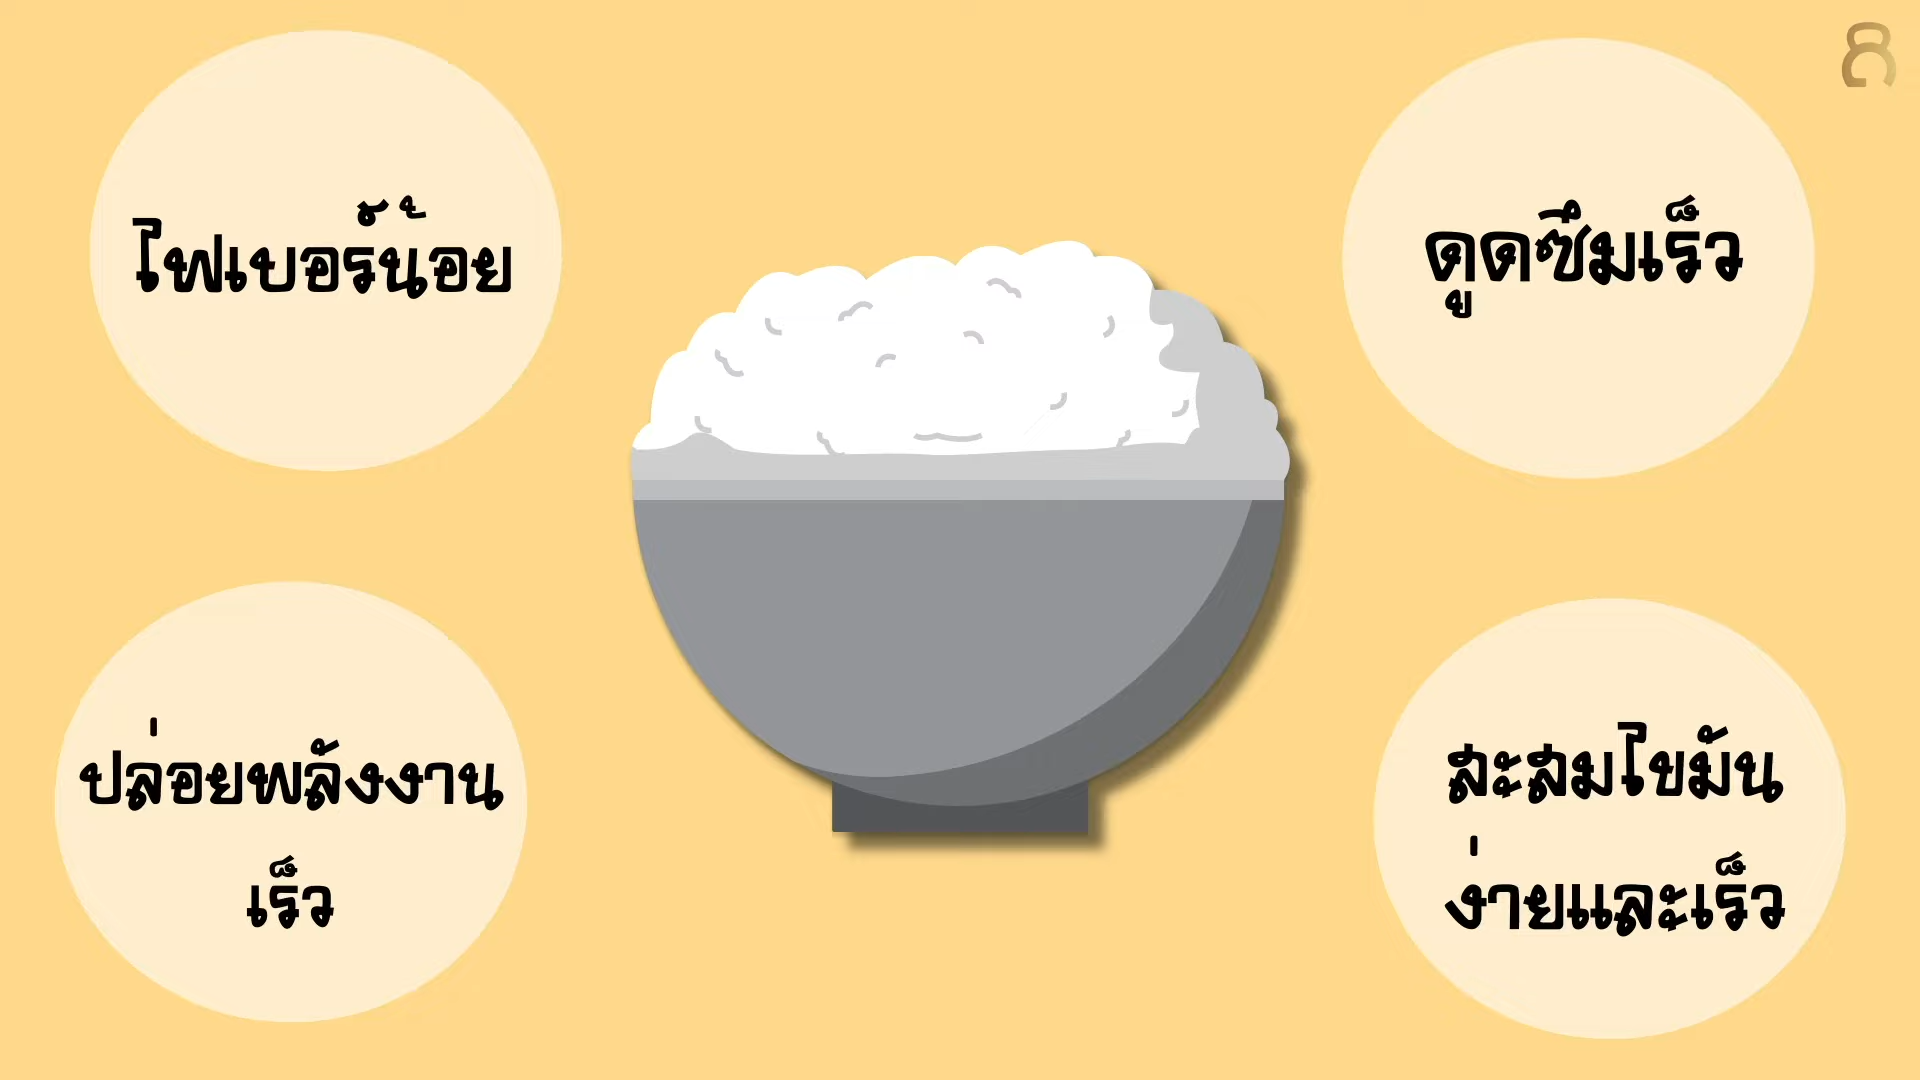 ไฟเบอร์น้อย
ดูดซึมเร็ว
ปล่อยพลังงาน
เร็ว
สะสมไขมัน
ง่ายและเร็ว